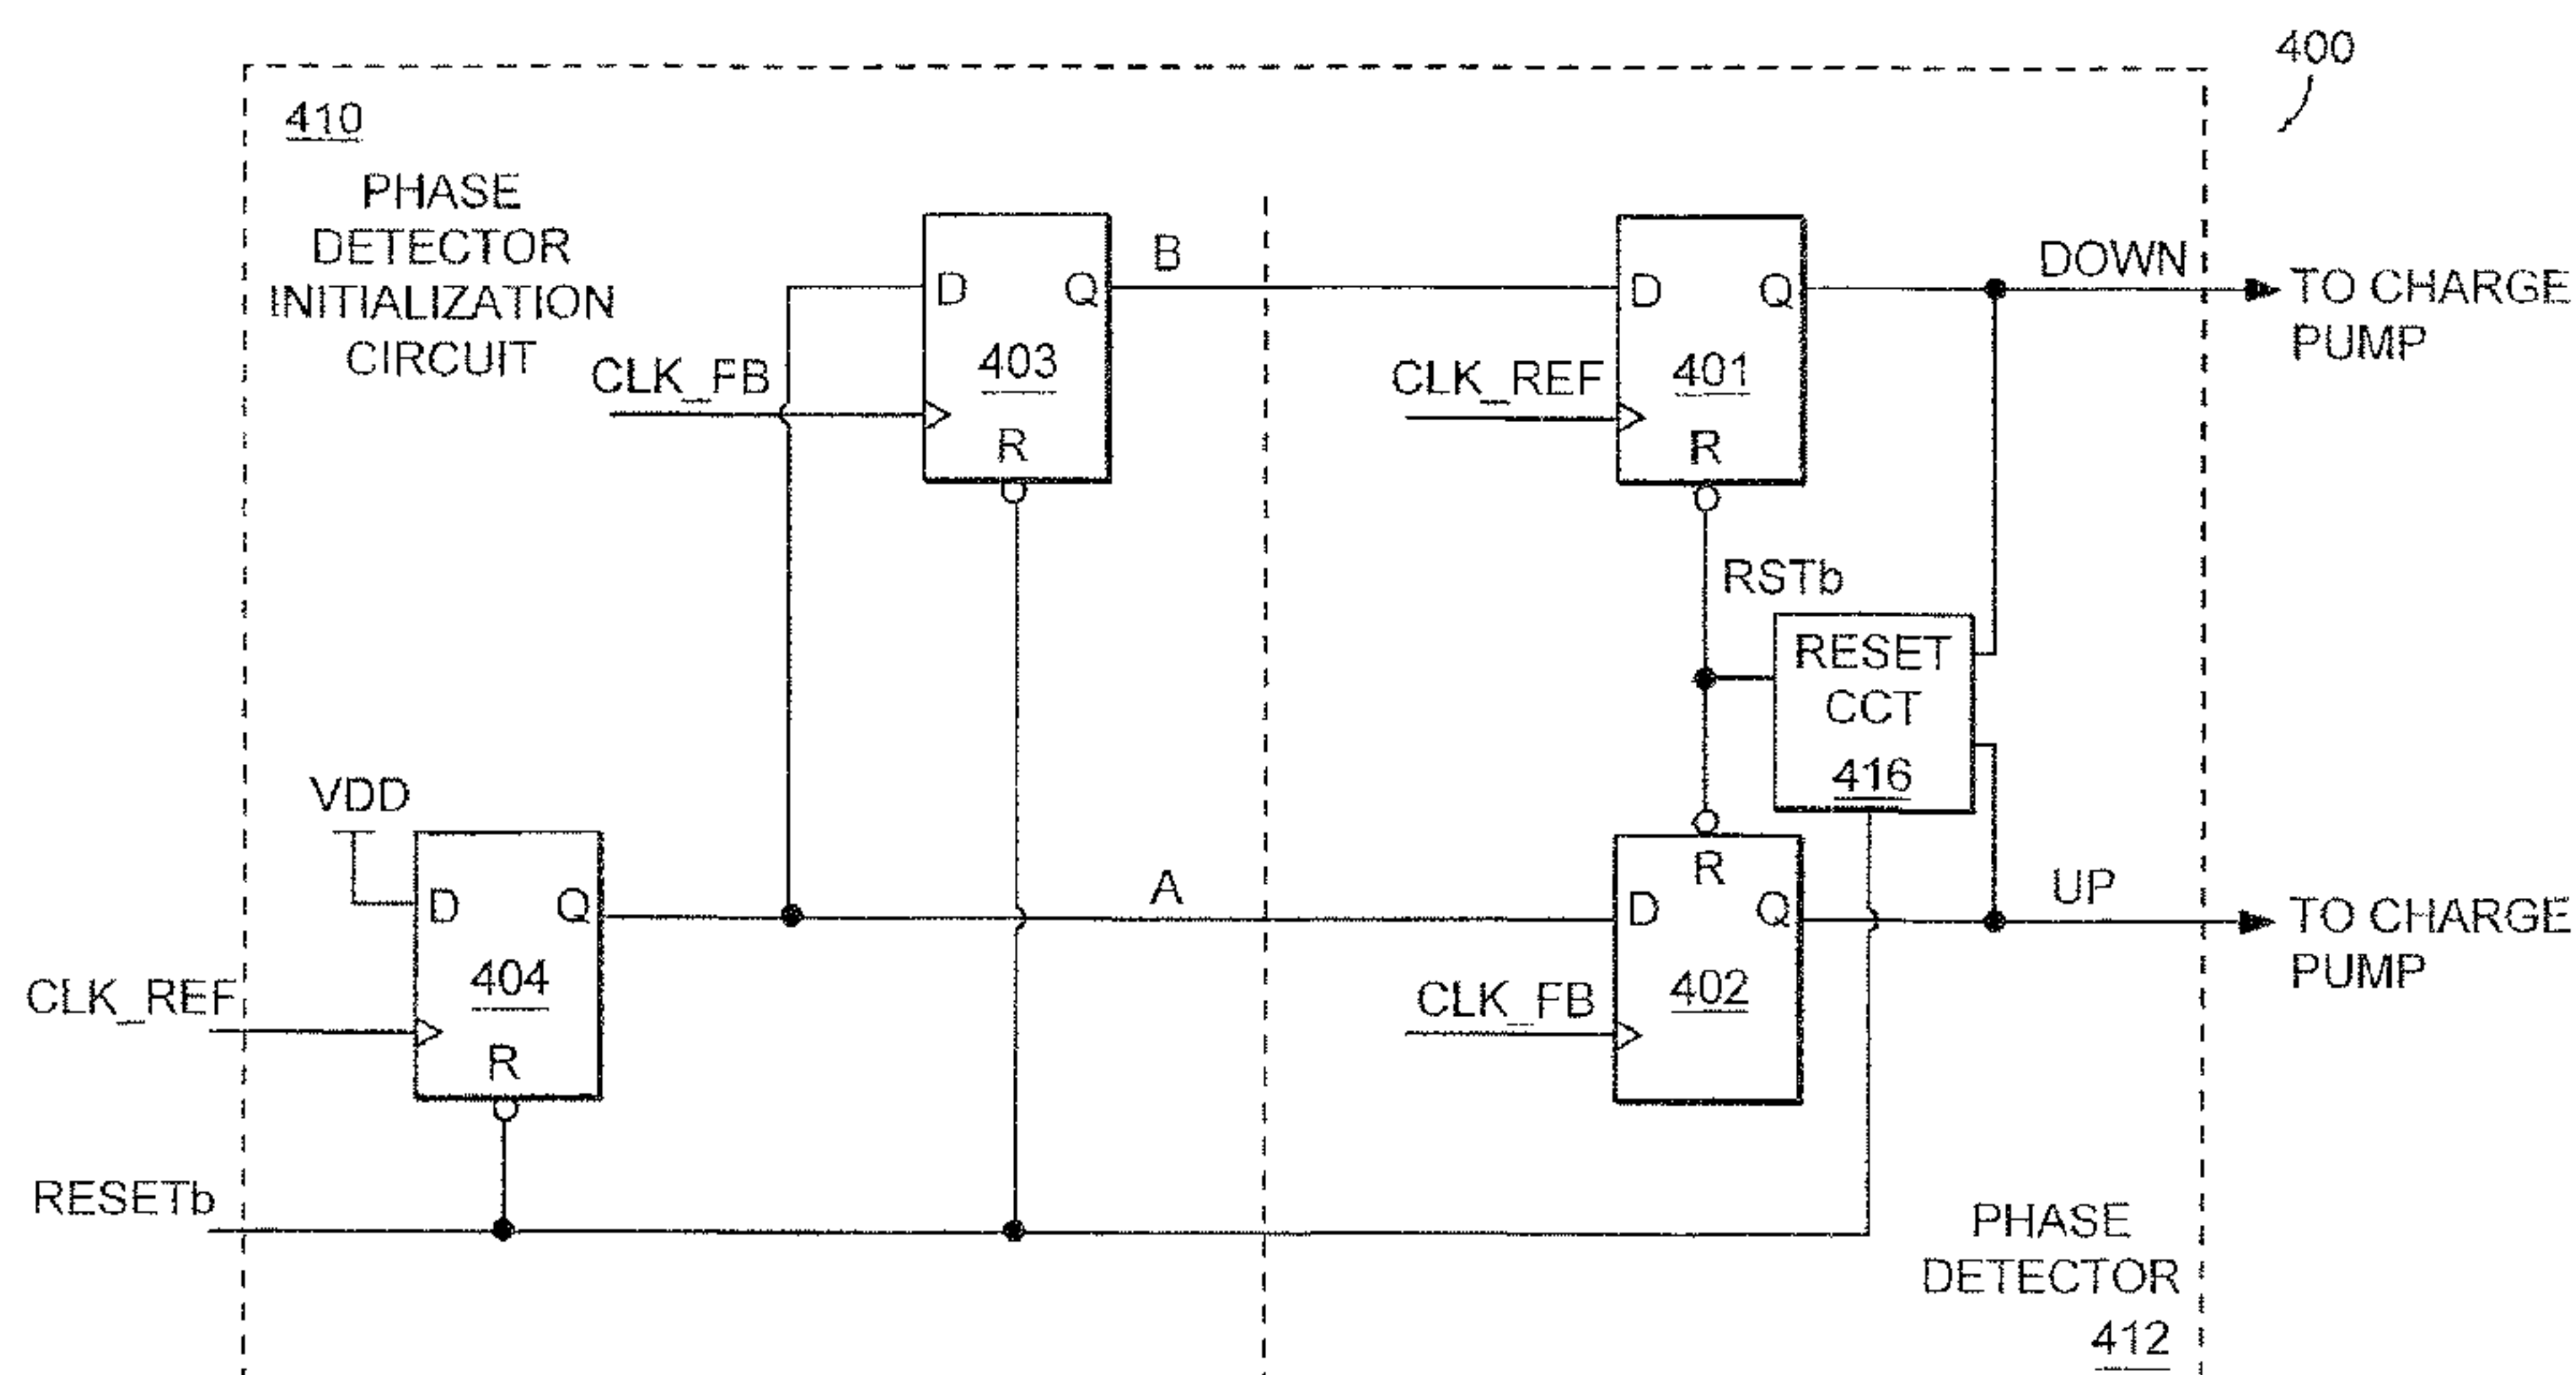 400
410
PHASE
DETECTOR
INITIALIZATION
CIRCUIT
CLK_FB
D
Q
403
R
B
CLK_REF
D
Q
401
R
DOWN
TO CHARGE
PUMP
RSTb
RESET
CCT
416
VDD
D
Q
404
R
CLK_REF
A
R
D
Q
402
CLK_FB
UP
TO CHARGE
PUMP
RESETb
PHASE
DETECTOR
412